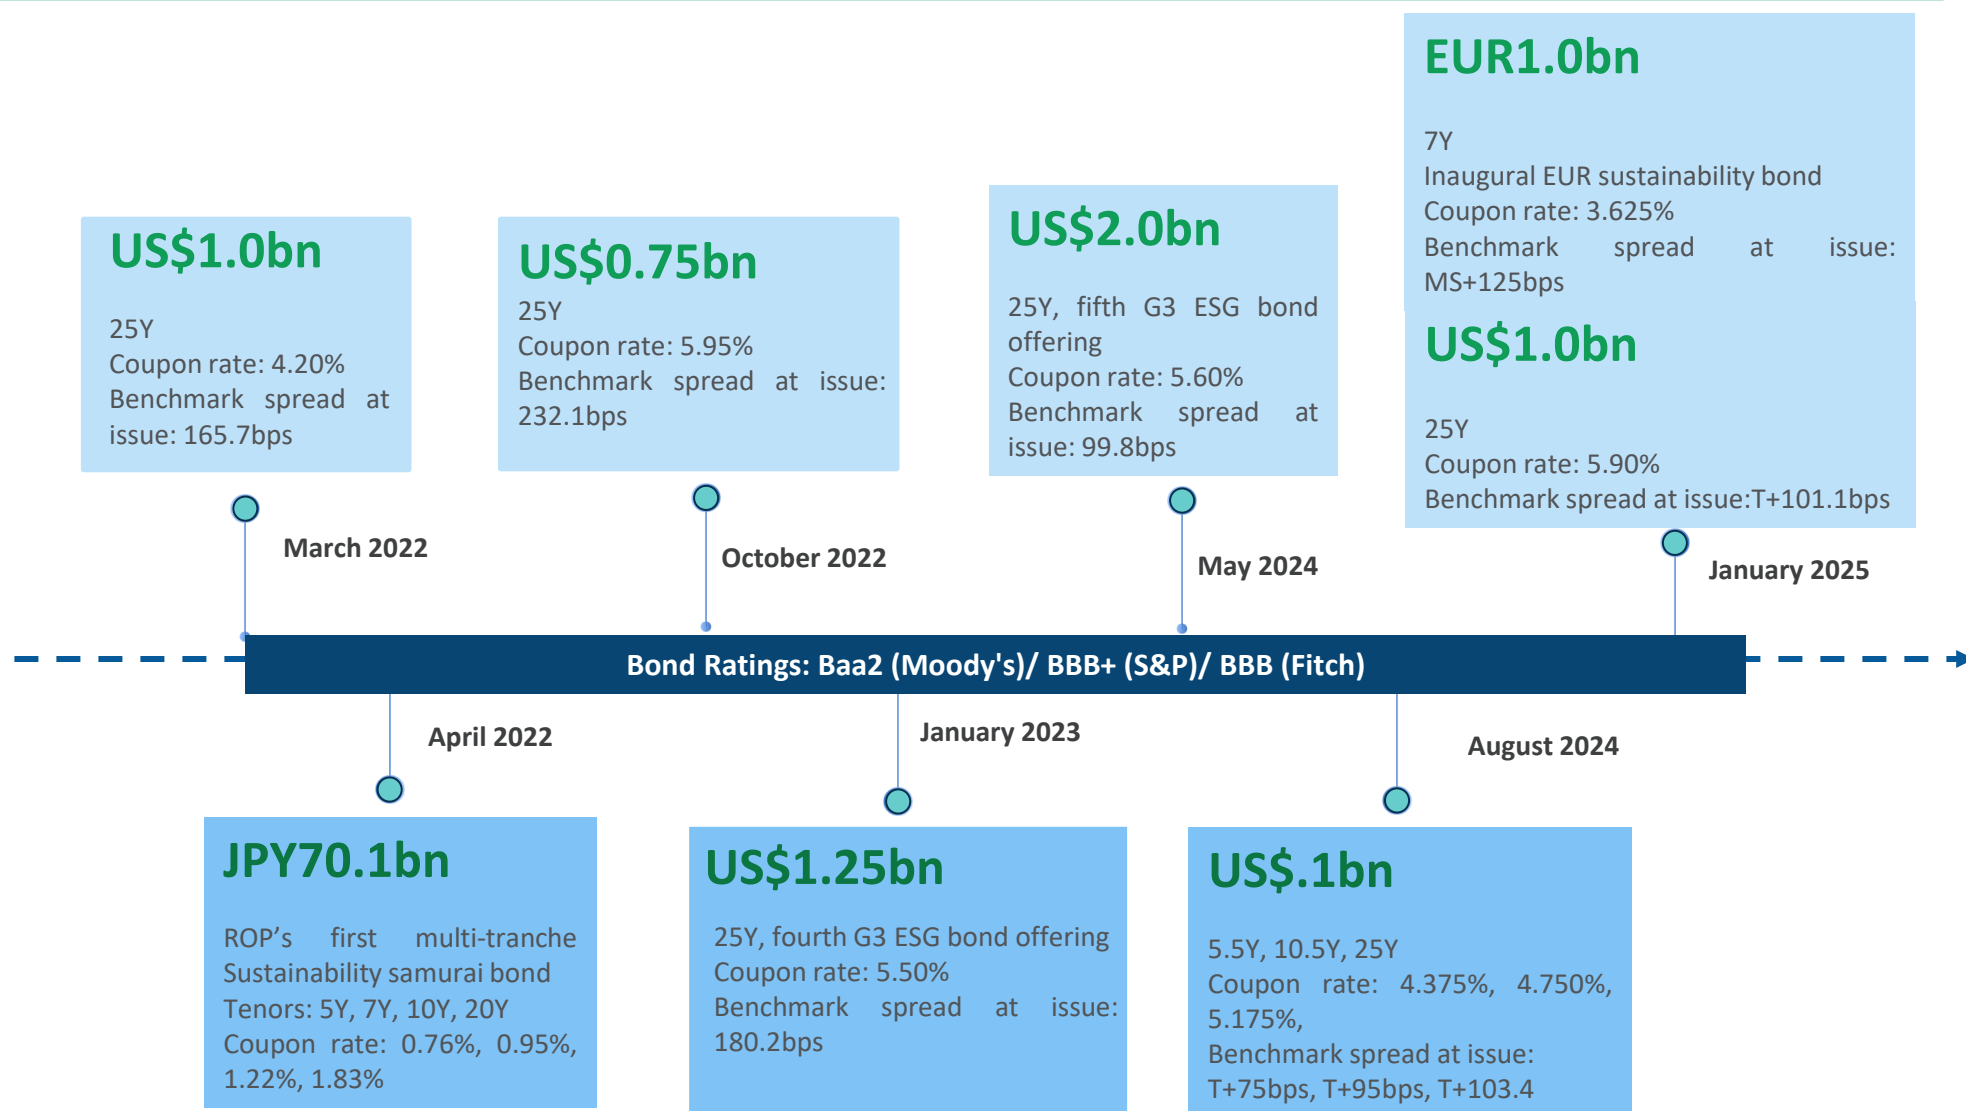 US$1.0bn
25Y
Coupon rate: 4.20%
Benchmark spread at
issue: 165.7bps
March 2022
US$0.75bn
25Y
Coupon rate: 5.95%
Benchmark spread at issue:
232.1bps
October 2022
US$2.0bn
25Y, fifth G3 ESG bond
offering
Coupon rate: 5.60%
Benchmark spread at
issue: 99.8bps
May 2024
EUR1.0bn
7Y
Inaugural EUR sustainability bond
Coupon rate: 3.625%
Benchmark spread at issue:
MS+125bps
US$1.0bn
25Y
Coupon rate: 5.90%
Benchmark spread at issue:T+101.1bps
January 2025
Bond Ratings: Baa2 (Moody's)/ BBB+ (S&P)/ BBB (Fitch)
April 2022
JPY70.1bn
ROP’s first multi-tranche
Sustainability samurai bond
Tenors: 5Y, 7Y, 10Y, 20Y
Coupon rate: 0.76%, 0.95%,
1.22%, 1.83%
January 2023
US$1.25bn
25Y, fourth G3 ESG bond offering
Coupon rate: 5.50%
Benchmark spread at issue:
180.2bps
August 2024
US$.1bn
5.5Y, 10.5Y, 25Y
Coupon rate: 4.375%, 4.750%,
5.175%,
Benchmark spread at issue:
T+75bps, T+95bps, T+103.4